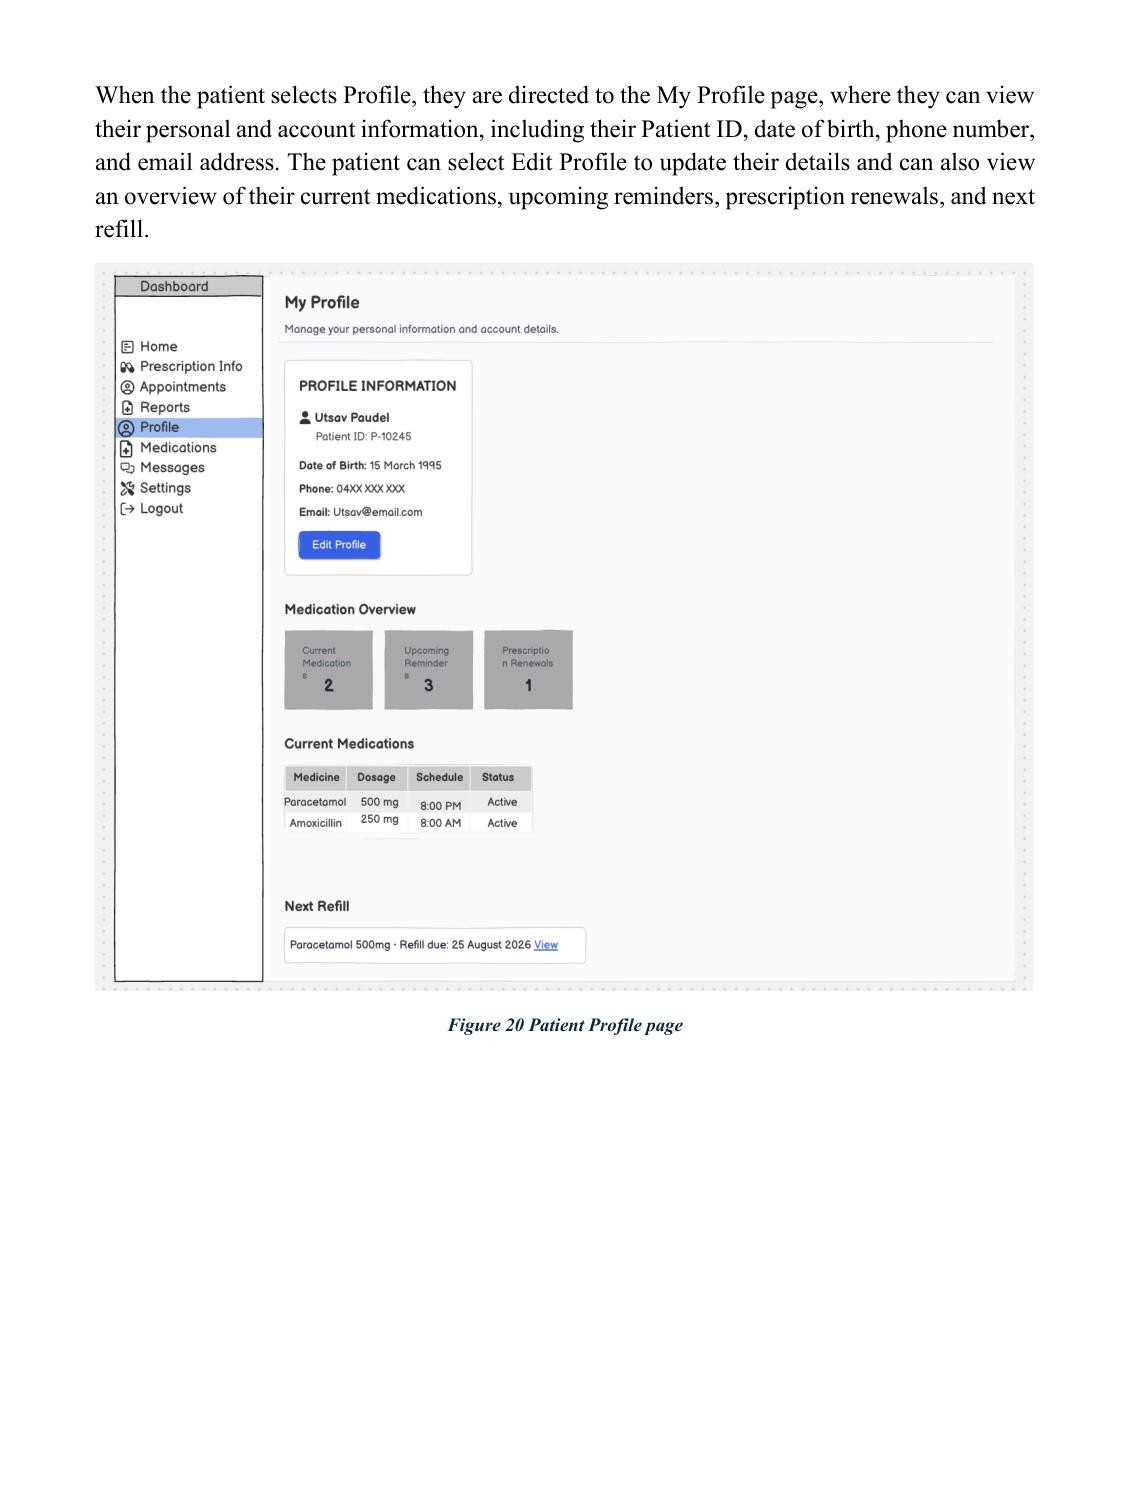 When the patient selects Profile, they are directed to the My Profile page, where they can view
their personal and account information, including their Patient ID, date of birth, phone number,
and email address. The patient can select Edit Profile to update their details and can also view
an overview of their current medications, upcoming reminders, prescription renewals, and next
refill.
Dashboard
Home
Prescription Info
Appointments
Reports
Profile
Medications
Messages
Settings
Logout
My Profile
Manage your personal information and account details.
PROFILE INFORMATION
Utsav Paudel
Patient ID: P-10245
Date of Birth: 15 March 1995
Phone: 04XX XXX XXX
Email: Utsav@email.com
Edit Profile
Medication Overview
Current
Medication
s
2
Upcoming
Reminder
s
3
Prescriptio
n Renewals
1
Current Medications
Medicine Dosage Schedule Status
Paracetamol 500 mg 8:00 PM Active
Amoxicillin 250 mg 8:00 AM Active
Next Refill
Paracetamol 500mg · Refill due: 25 August 2026 View
Figure 20 Patient Profile page